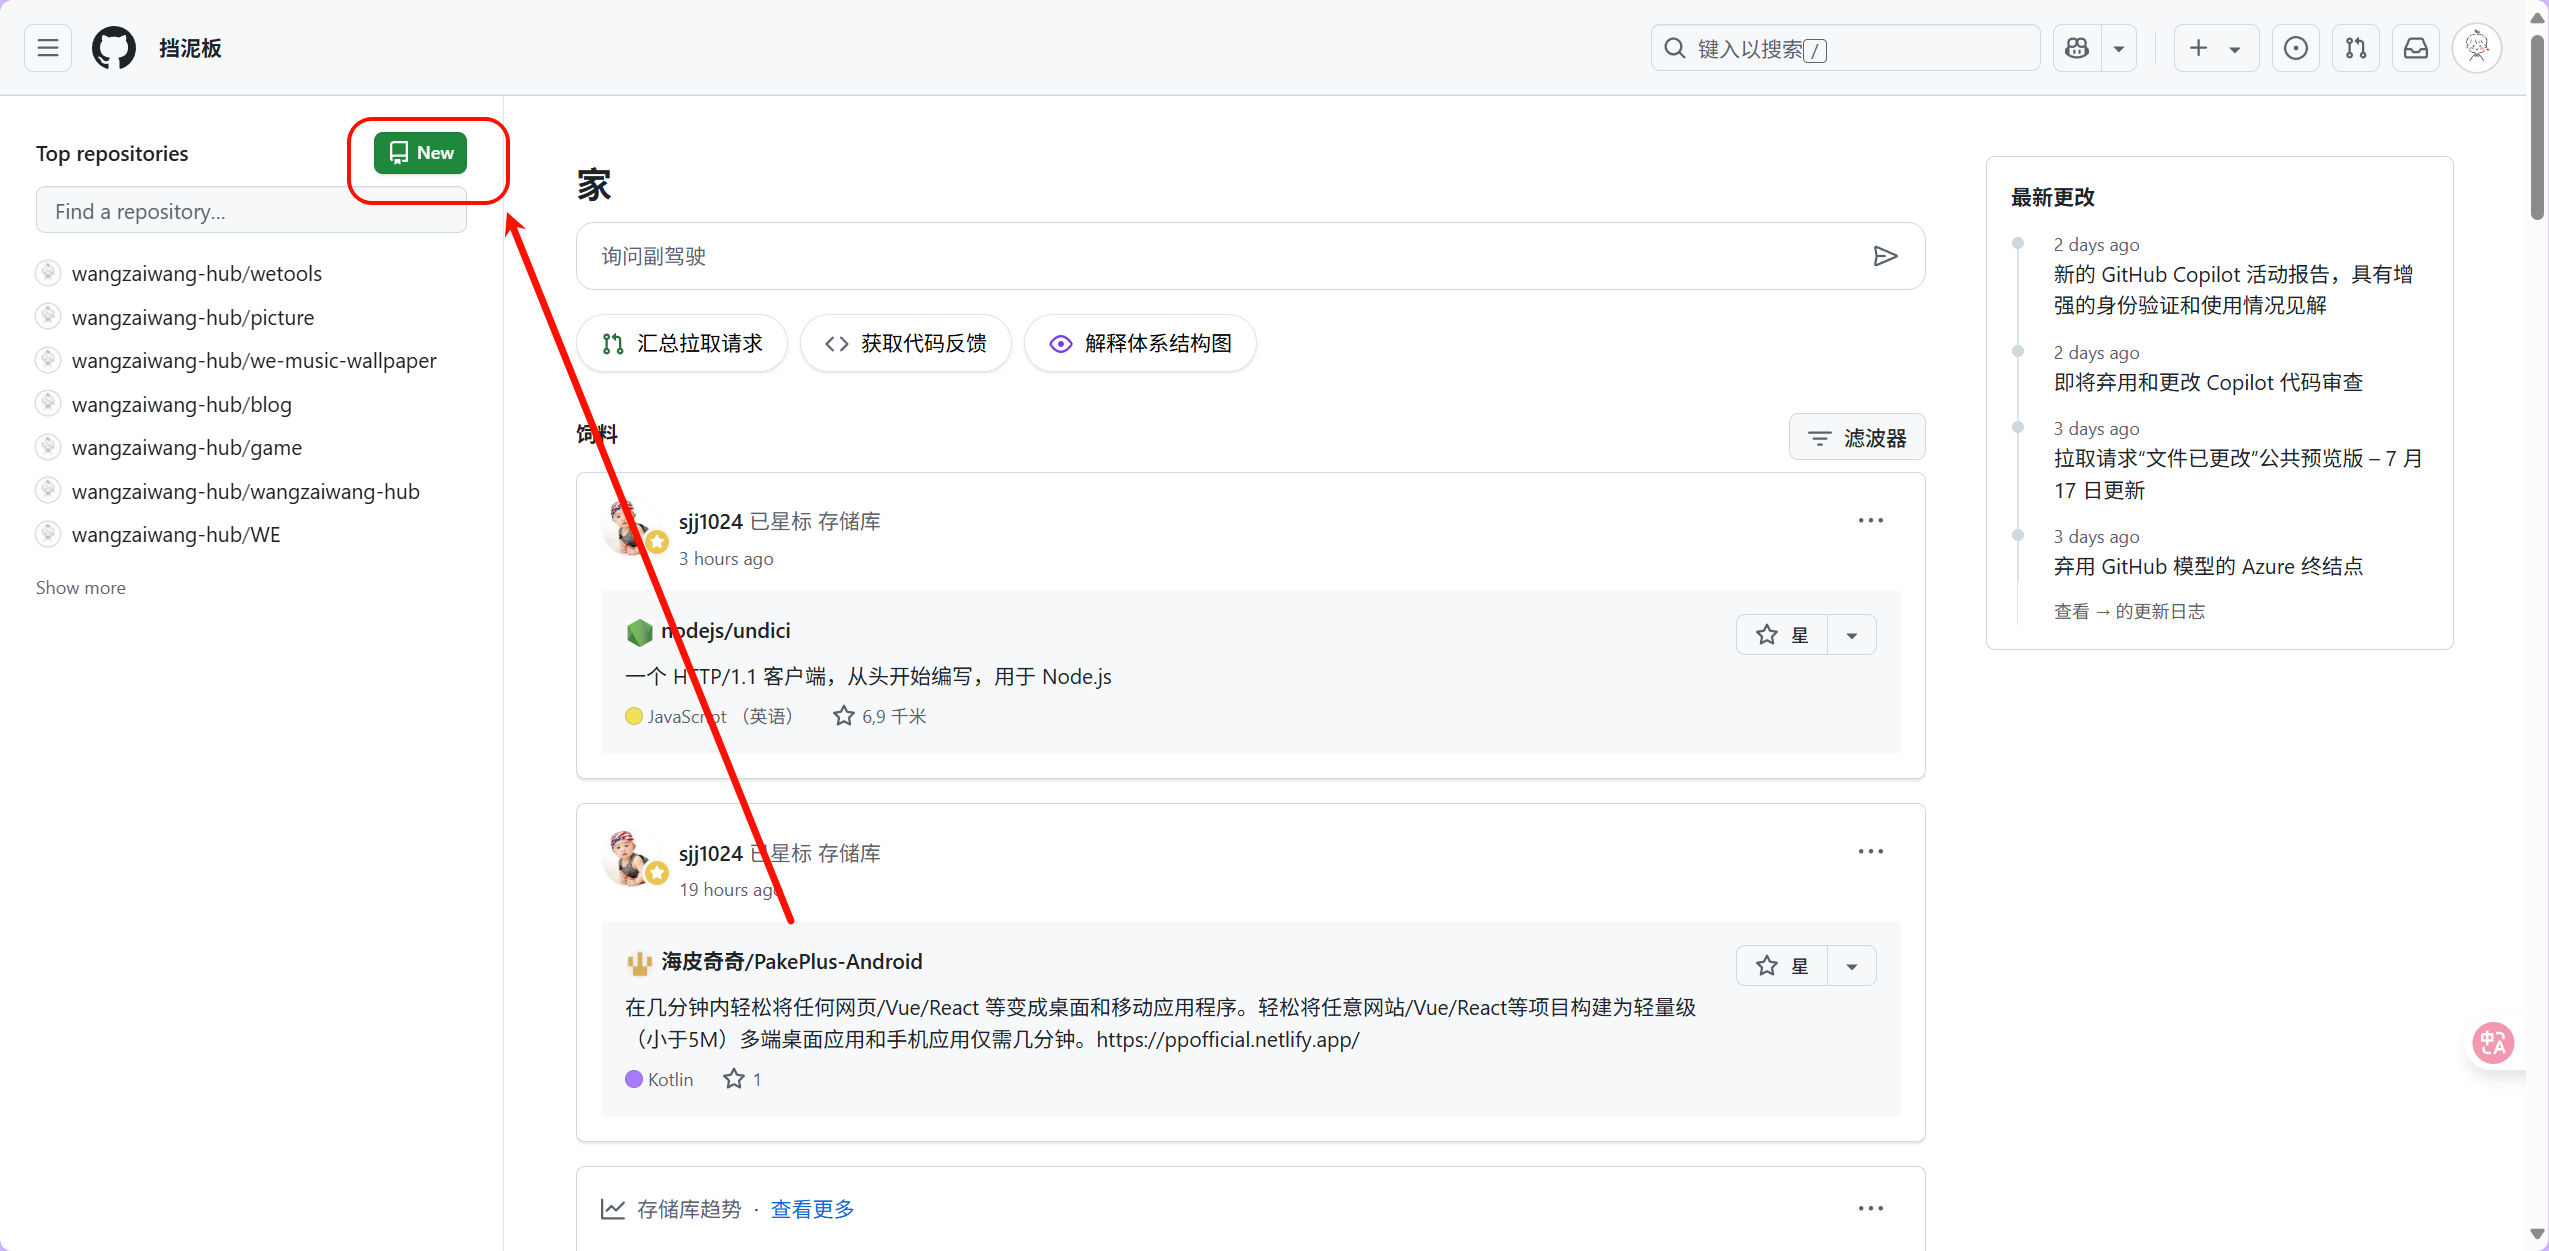 挡泥板
键入以搜索 /
Top repositories
New
Find a repository...
wangzaiwang-hub/wetools
wangzaiwang-hub/picture
wangzaiwang-hub/we-music-wallpaper
wangzaiwang-hub/blog
wangzaiwang-hub/game
wangzaiwang-hub/wangzaiwang-hub
wangzaiwang-hub/WE
Show more
家
询问副驾驶
汇总拉取请求
获取代码反馈
解释体系结构图
饲料
滤波器
sjj1024 已星标 存储库
3 hours ago
nodejs/undici
星
一个 HTTP/1.1 客户端，从头开始编写，用于 Node.js
JavaScript （英语）
6,9 千米
sjj1024 已星标 存储库
19 hours ago
海皮奇奇/PakePlus-Android
星
在几分钟内轻松将任何网页/Vue/React 等变成桌面和移动应用程序。轻松将任意网站/Vue/React等项目构建为轻量级
（小于5M）多端桌面应用和手机应用仅需几分钟。https://ppofficial.netlify.app/
Kotlin
1
存储库趋势 · 查看更多
最新更改
2 days ago
新的 GitHub Copilot 活动报告，具有增
强的身份验证和使用情况见解
2 days ago
即将弃用和更改 Copilot 代码审查
3 days ago
拉取请求“文件已更改”公共预览版 – 7 月
17 日更新
3 days ago
弃用 GitHub 模型的 Azure 终结点
查看 → 的更新日志
中A